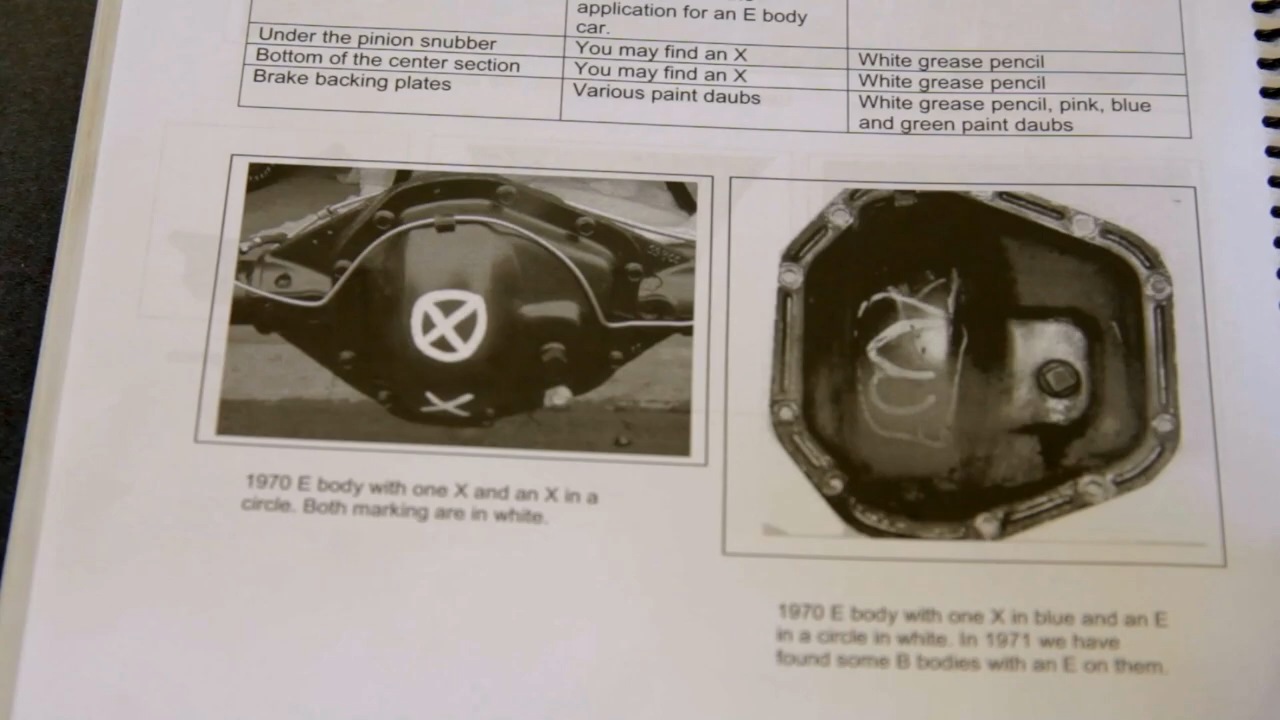 application for an E body
car.
Under the pinion snubber
You may find an X
White grease pencil
Bottom of the center section
You may find an X
White grease pencil
Brake backing plates
Various paint daubs
White grease pencil, pink, blue
and green paint daubs
1970 E body with one X and an X in a
circle. Both marking are in white.
1970 E body with one X in blue and an E
in a circle in white. In 1971 we have
found some B bodies with an E on them.